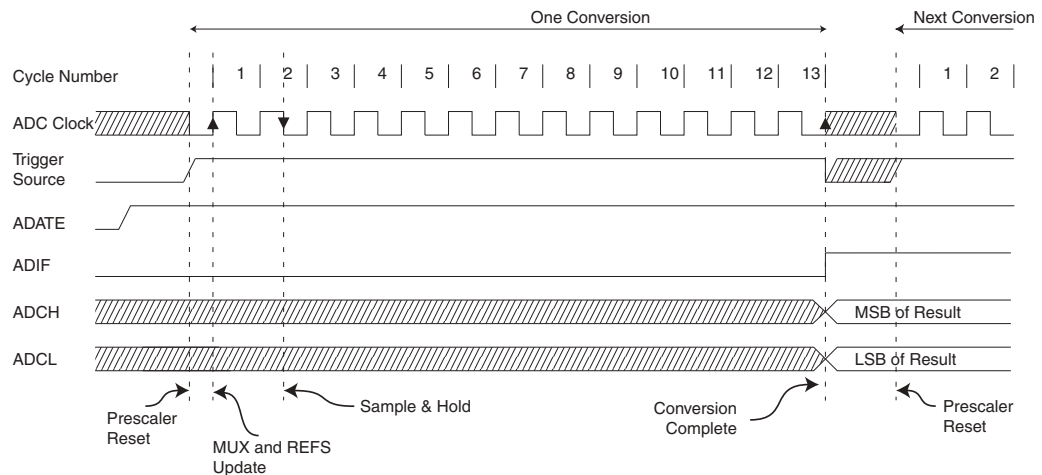 One Conversion
Next Conversion
Cycle Number
1 2 3 4 5 6 7 8 9 10 11 12 13 1 2
ADC Clock
Trigger
Source
ADATE
ADIF
ADCH
MSB of Result
ADCL
LSB of Result
Prescaler
Reset
MUX and REFS
Update
Sample & Hold
Conversion
Complete
Prescaler
Reset